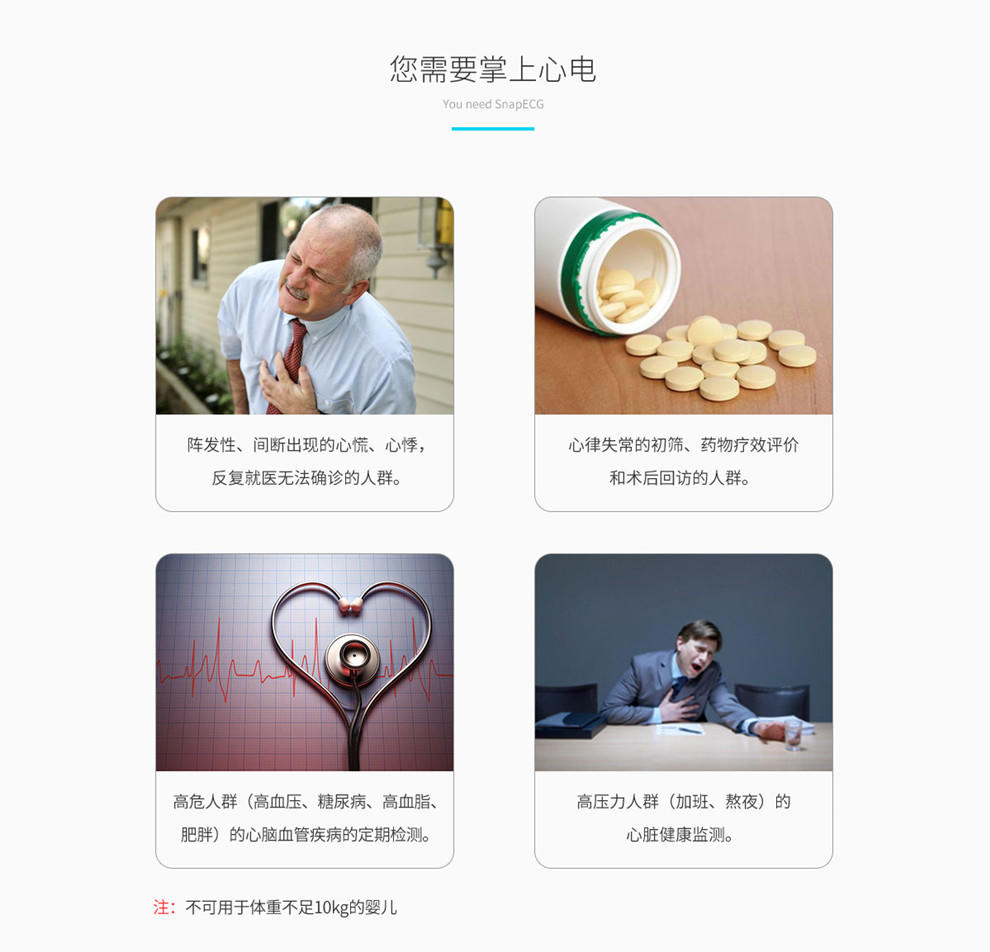 您需要掌上心电
You need SnapECG
阵发性、间断出现的心慌、心悸，
反复就医无法确诊的人群。
心律失常的初筛、药物疗效评价
和术后回访的人群。
高危人群（高血压、糖尿病、高血脂、
肥胖）的心脑血管疾病的定期检测。
高压力人群（加班、熬夜）的
心脏健康监测。
注：不可用于体重不足10kg的婴儿